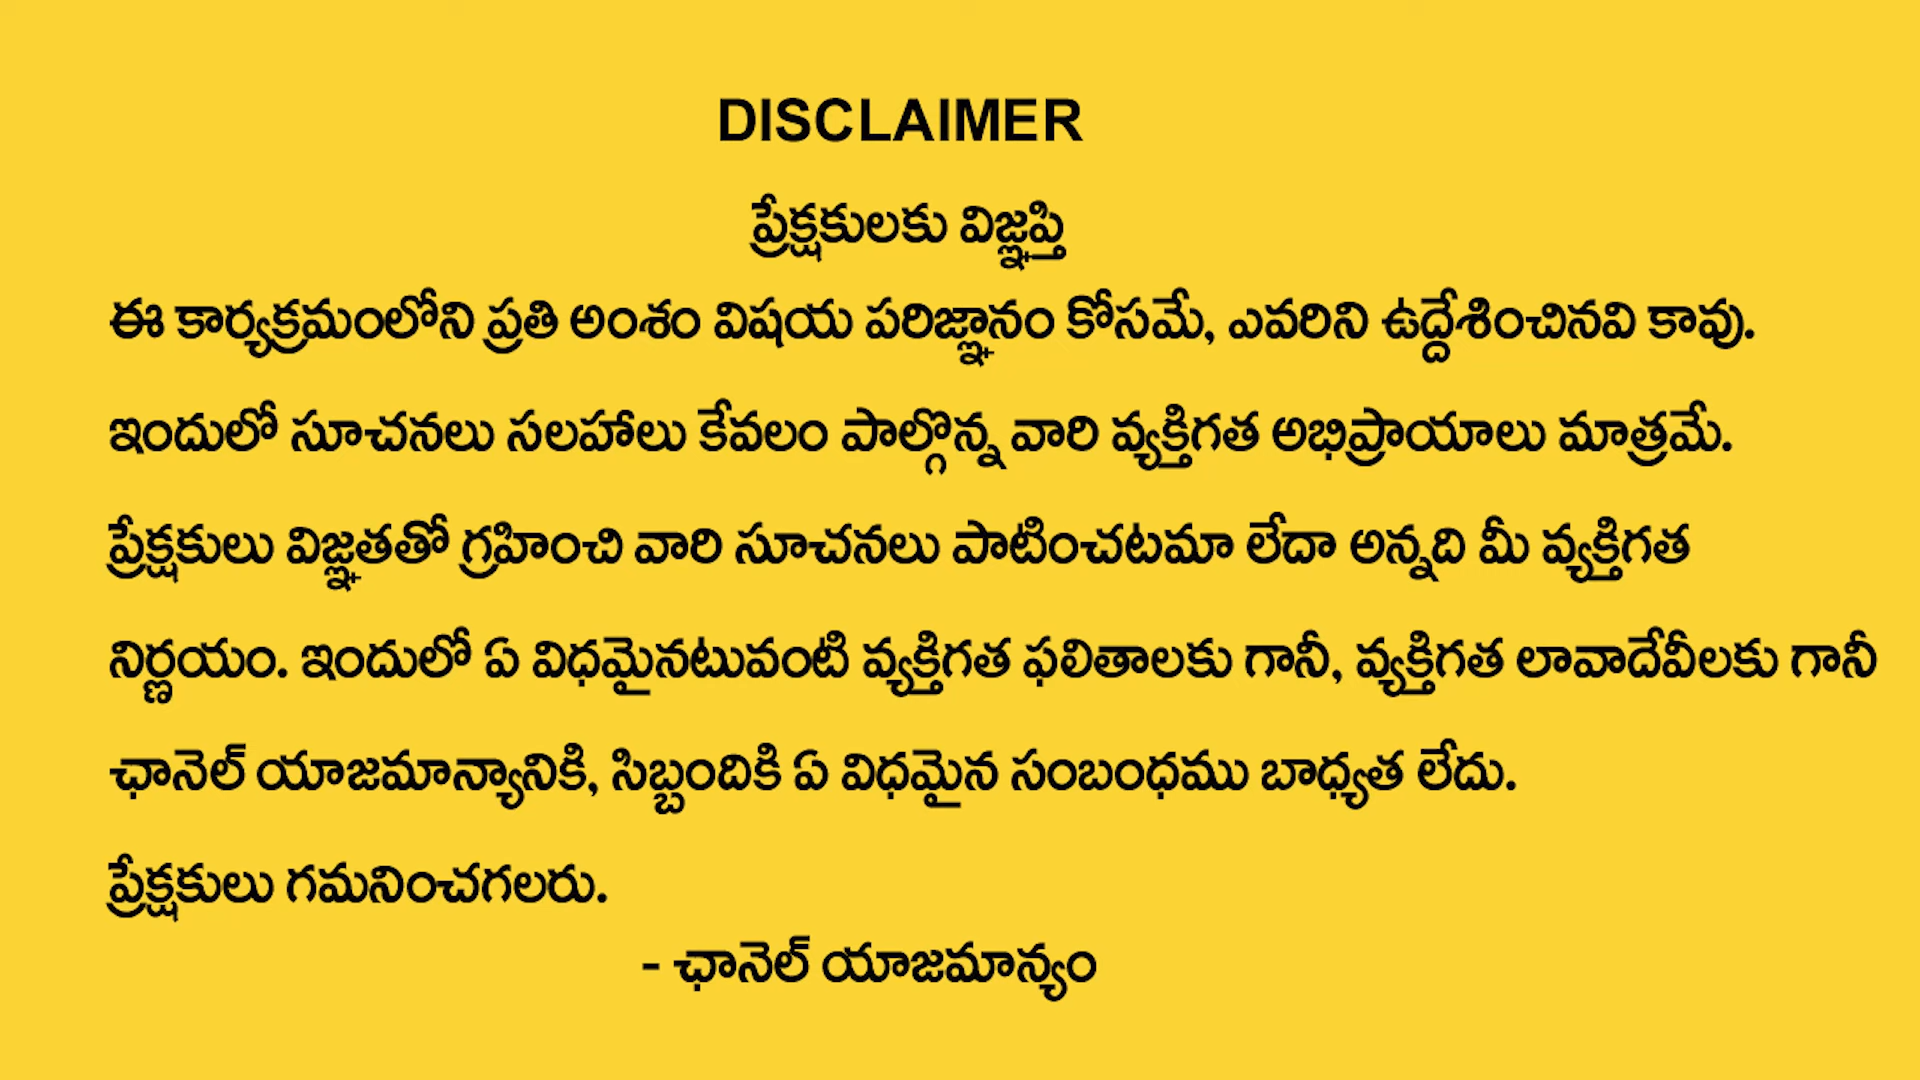 DISCLAIMER
ప్రేక్షకులకు విజ్ఞప్తి
ఈ కార్యక్రమంలోని ప్రతి అంశం విషయ పరిజ్ఞానం కోసమే, ఎవరిని ఉద్దేశించినవి కావు.
ఇందులో సూచనలు సలహాలు కేవలం పాల్గొన్న వారి వ్యక్తిగత అభిప్రాయాలు మాత్రమే.
ప్రేక్షకులు విజ్ఞతతో గ్రహించి వారి సూచనలు పాటించటమా లేదా అన్నది మీ వ్యక్తిగత
నిర్ణయం. ఇందులో ఏ విధమైనటువంటి వ్యక్తిగత ఫలితాలకు గానీ, వ్యక్తిగత లావాదేవీలకు గానీ
ఛానెల్ యాజమాన్యానికి, సిబ్బందికి ఏ విధమైన సంబంధము బాధ్యత లేదు.
ప్రేక్షకులు గమనించగలరు.
- ఛానెల్ యాజమాన్యం